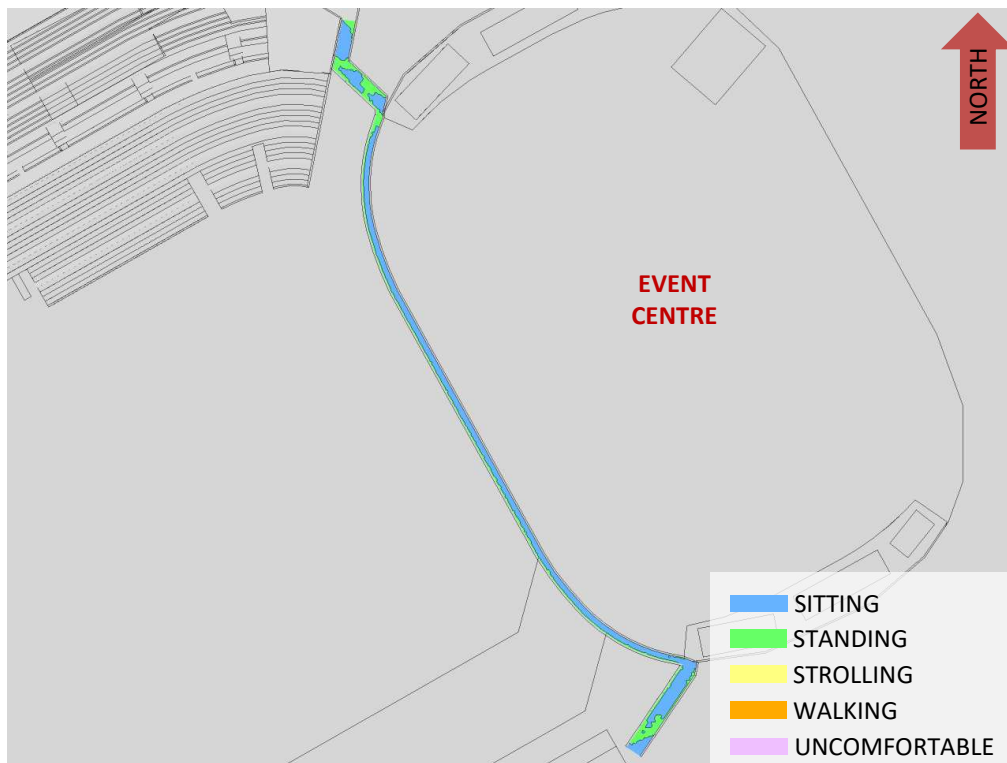 NORTH
EVENT
CENTRE
SITTING
STANDING
STROLLING
WALKING
UNCOMFORTABLE